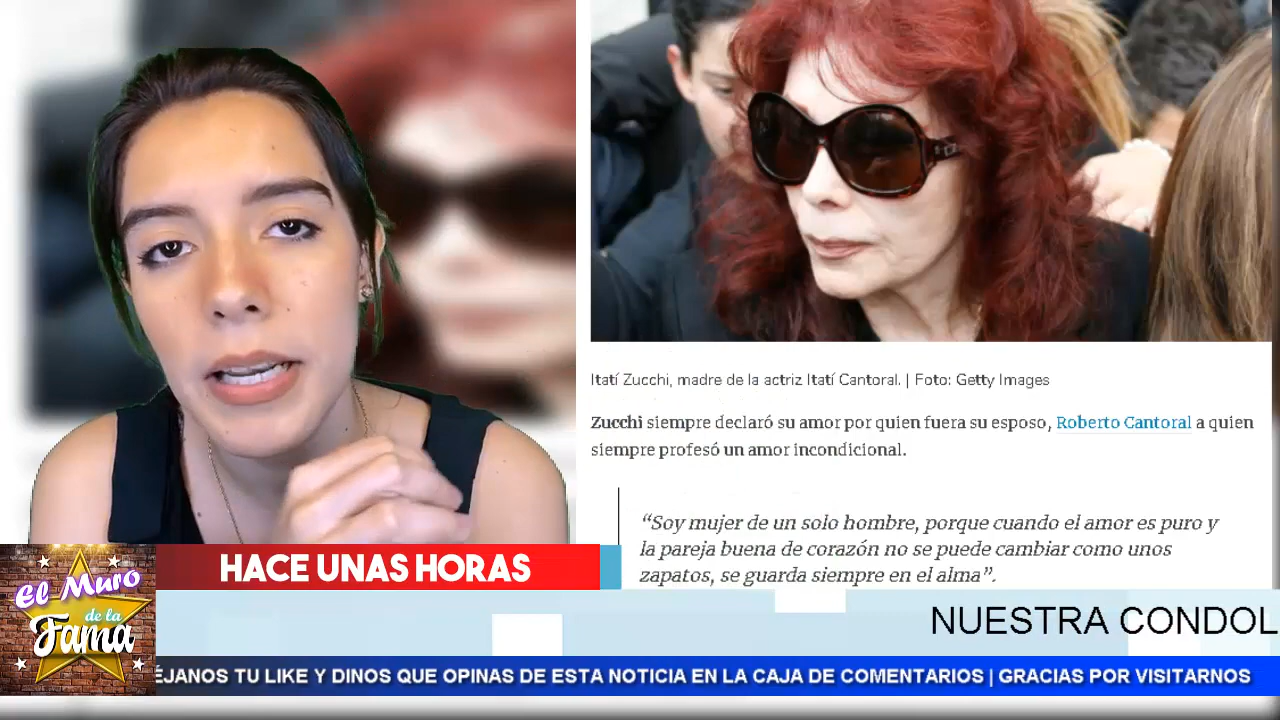 Itatí Zucchi, madre de la actriz Itatí Cantoral. | Foto: Getty Images
Zucchi siempre declaró su amor por quien fuera su esposo, Roberto Cantoral a quien
siempre profesó un amor incondicional.
“Soy mujer de un solo hombre, porque cuando el amor es puro y
la pareja buena de corazón no se puede cambiar como unos
zapatos, se guarda siempre en el alma”.
HACE UNAS HORAS
El Muro
de la
Fama
NUESTRA CONDOL
ÉJANOS TU LIKE Y DINOS QUE OPINAS DE ESTA NOTICIA EN LA CAJA DE COMENTARIOS | GRACIAS POR VISITARNOS